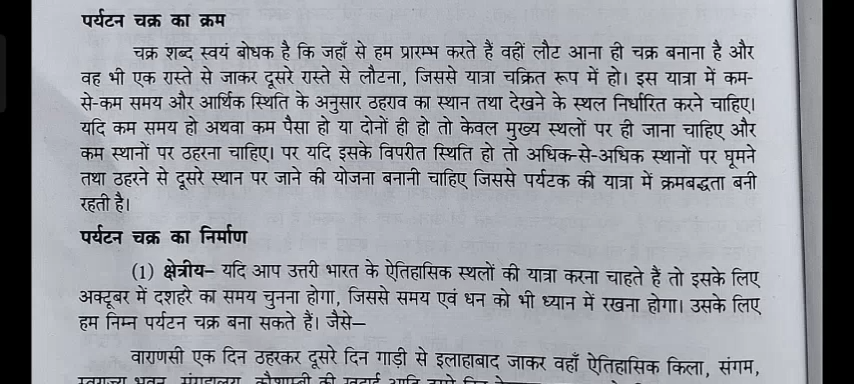 पर्यटन चक्र का क्रम
चक्र शब्द स्वयं बोधक है कि जहाँ से हम प्रारम्भ करते हैं वहीं लौट आना ही चक्र बनाना है और
वह भी एक रास्ते से जाकर दूसरे रास्ते से लौटना, जिससे यात्रा चक्रित रूप में हो। इस यात्रा में कम-
से-कम समय और आर्थिक स्थिति के अनुसार ठहराव का स्थान तथा देखने के स्थल निर्धारित करने चाहिए।
यदि कम समय हो अथवा कम पैसा हो या दोनों ही हो तो केवल मुख्य स्थलों पर ही जाना चाहिए और
कम स्थानों पर ठहरना चाहिए। पर यदि इसके विपरीत स्थिति हो तो अधिक-से-अधिक स्थानों पर घूमने
तथा ठहरने से दूसरे स्थान पर जाने की योजना बनानी चाहिए जिससे पर्यटक की यात्रा में क्रमबद्धता बनी
रहती है।
पर्यटन चक्र का निर्माण
(1) क्षेत्रीय– यदि आप उत्तरी भारत के ऐतिहासिक स्थलों की यात्रा करना चाहते हैं तो इसके लिए
अक्टूबर में दशहरे का समय चुनना होगा, जिससे समय एवं धन को भी ध्यान में रखना होगा। उसके लिए
हम निम्न पर्यटन चक्र बना सकते हैं। जैसे—
वाराणसी एक दिन ठहरकर दूसरे दिन गाड़ी से इलाहाबाद जाकर वहाँ ऐतिहासिक किला, संगम,
भवन, संग्रहालय, कौशाम्बी की खुदाई आदि